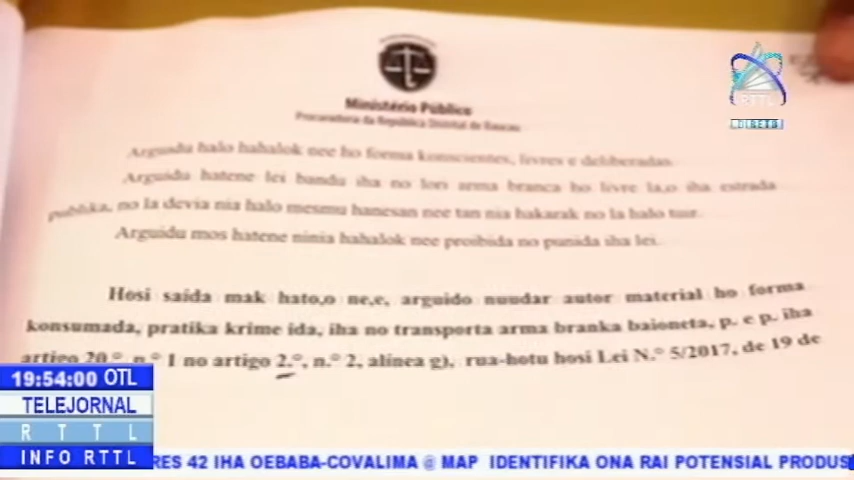 Ministério Público
Procuradoria da República Distrital de Baucau
RTTL
DIRETO
Arguidu halo hahalok nee ho forma konscientes, livres e deliberadas.
Arguidu hatene lei bandu iha no lori arma branca ho livre la,o iha estrada
publika, no la devia nia halo mesmu hanesan nee tan nia hakarak no la halo tuir.
Arguidu mos hatene ninia hahalok nee proibida no punida iha lei.
Hosi saida mak hato,o ne,e, arguido nuudar autor material ho forma
konsumada, pratika krime ida, iha no transporta arma branka baioneta, p. e p. iha
artigo 20.º, n.º 1 no artigo 2.º, n.º 2, alinea g), rua-hotu hosi Lei N.º 5/2017, de 19 de
19:54:00 OTL
TELEJORNAL
RTTL
INFO RTTL
RES 42 IHA OEBABA-COVALIMA @ MAP IDENTIFIKA ONA RAI POTENSIAL PRODUS